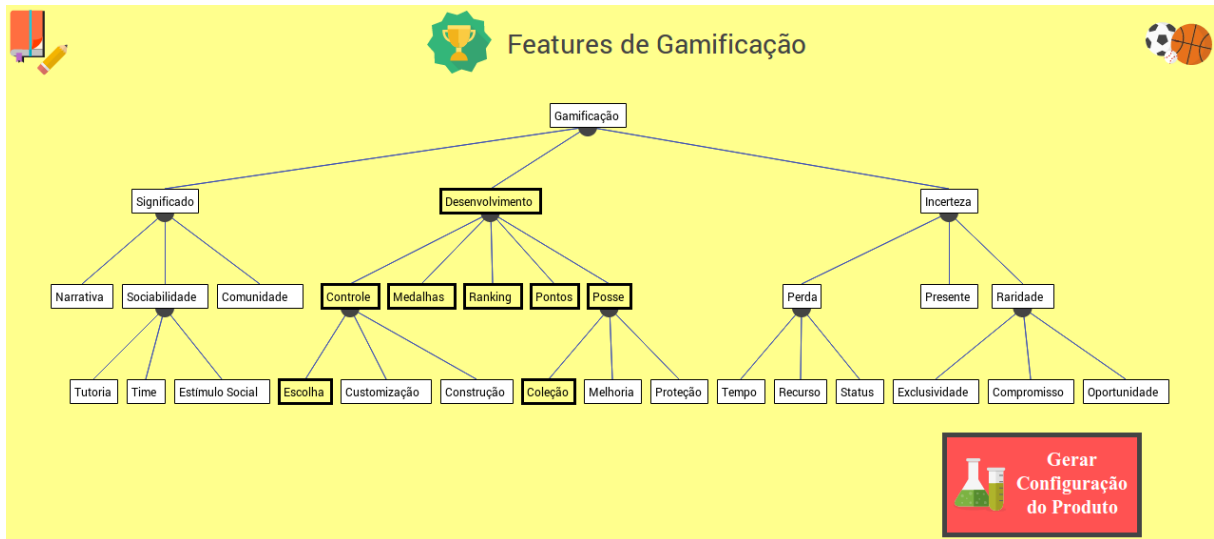 Features de Gamificação
Gamificação
Significado
Desenvolvimento
Incerteza
Narrativa
Sociabilidade
Comunidade
Controle
Medalhas
Ranking
Pontos
Posse
Perda
Presente
Raridade
Tutoria
Time
Estímulo Social
Escolha
Customização
Construção
Coleção
Melhoria
Proteção
Tempo
Recurso
Status
Exclusividade
Compromisso
Oportunidade
Gerar
Configuração
do Produto